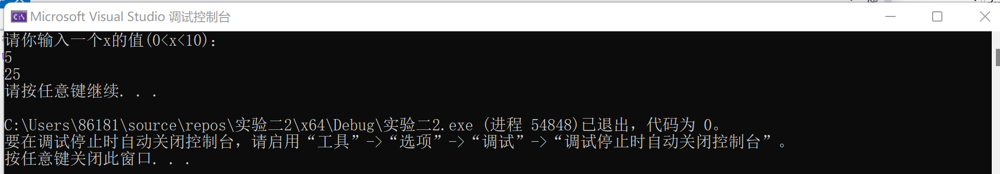 Microsoft Visual Studio 调试控制台
请你输入一个x的值(0<x<10)：
5
25
请按任意键继续. . .
C:\Users\86181\source\repos\实验二2\x64\Debug\实验二2.exe (进程 54848)已退出，代码为 0。
要在调试停止时自动关闭控制台，请启用“工具”->“选项”->“调试”->“调试停止时自动关闭控制台”。
按任意键关闭此窗口. . .